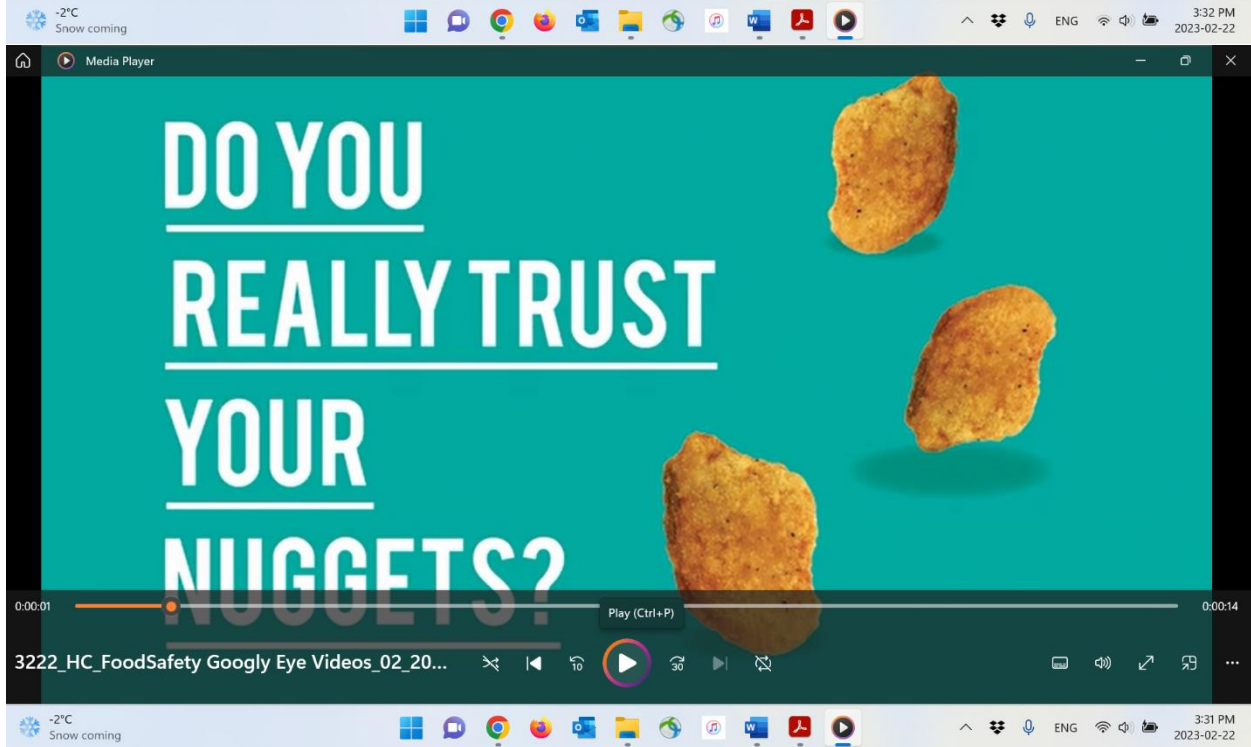 -2°C
Snow coming
ENG
3:32 PM
2023-02-22
Media Player
DO YOU
REALLY TRUST
YOUR
NUGGETS?
0:00:01
Play (Ctrl+P)
0:00:14
3222_HC_FoodSafety Googly Eye Videos_02_20...
10
30
-2°C
Snow coming
ENG
3:31 PM
2023-02-22